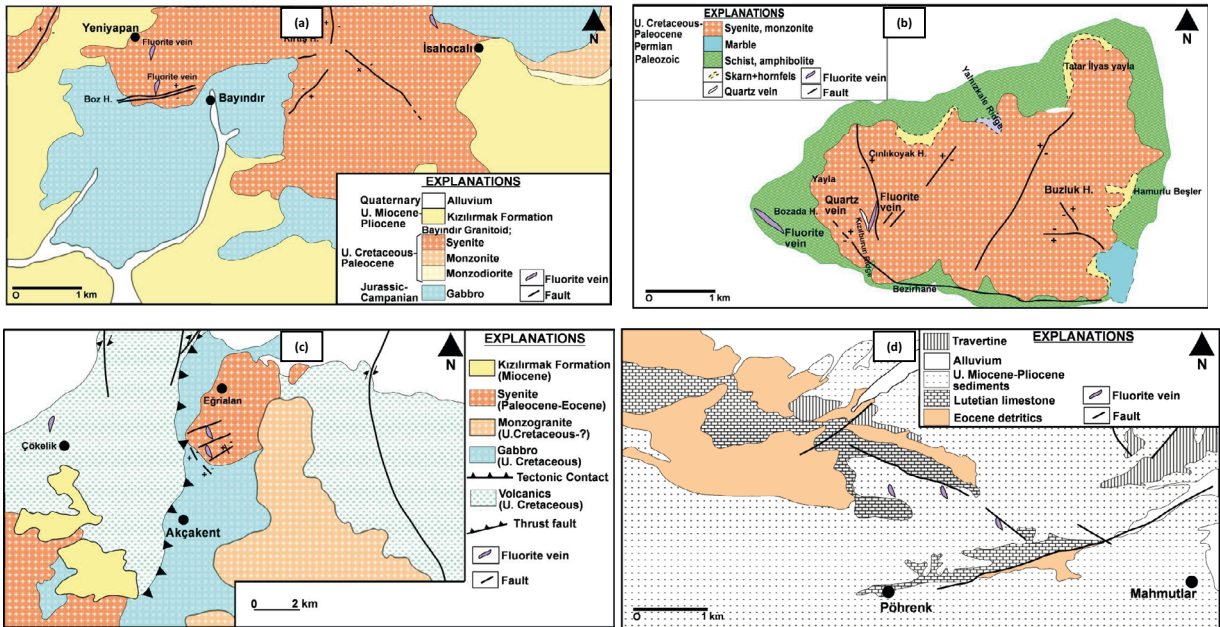 (a)
N
Yeniyapan
Fluorite vein
Fluorite vein
Boz H.
Bayındır
İsahocalı
EXPLANATIONS
Quaternary
Alluvium
U. Miocene-
Pliocene
Kızılırmak Formation
Bayındır Granitoid;
Syenite
U. Cretaceous-
Paleocene
Monzonite
Monzodiorite
Jurassic-
Campanian
Gabbro
Fluorite vein
Fault
0 1 km
(b)
N
EXPLANATIONS
U. Cretaceous-
Paleocene
Permian
Paleozoic
Syenite, monzonite
Marble
Schist, amphibolite
Skarn+hornfels
Quartz vein
Fluorite vein
Fault
Tatar İlyas yayla
Yalnızkale Ridge
Çınlıkoyak H.
Yayla
Quartz
vein
Fluorite
vein
Buzluk H.
Hamurlu Beşler
Bozada H.
Fluorite
vein
Kızılburun Ridge
Bezirhane
0 1 km
(c)
N
Eğrialan
Çökelik
Akçakent
EXPLANATIONS
Kızılırmak Formation
(Miocene)
Syenite
(Paleocene-Eocene)
Monzogranite
(U.Cretaceous-?)
Gabbro
(U. Cretaceous)
Tectonic Contact
Volcanics
(U. Cretaceous)
Thrust fault
Fluorite vein
Fault
0 2 km
(d)
N
EXPLANATIONS
Travertine
Alluvium
U. Miocene-Pliocene
sediments
Lutetian limestone
Eocene detritics
Fluorite vein
Fault
Pöhrenk
Mahmutlar
0 1 km